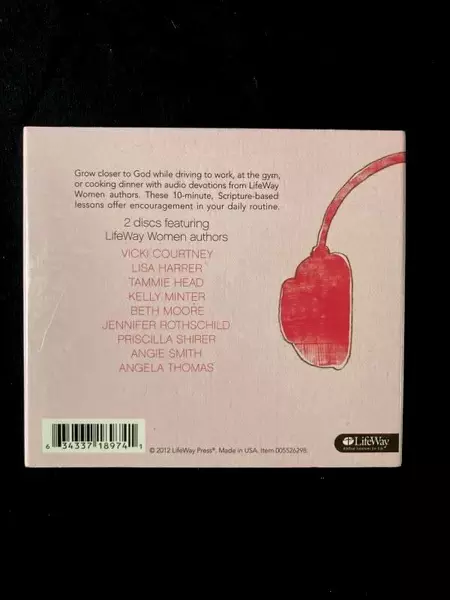 Grow closer to God while driving to work, at the gym,
or cooking dinner with audio devotions from LifeWay
Women authors. These 10-minute, Scripture-based
lessons offer encouragement in your daily routine.
2 discs featuring
LifeWay Women authors
VICKI COURTNEY
LISA HARPER
TAMMIE HEAD
KELLY MINTER
BETH MOORE
JENNIFER ROTHSCHILD
PRISCILLA SHIRER
ANGIE SMITH
ANGELA THOMAS
6 34337 18974 1
© 2012 LifeWay Press®. Made in USA. Item 005526298
LifeWay